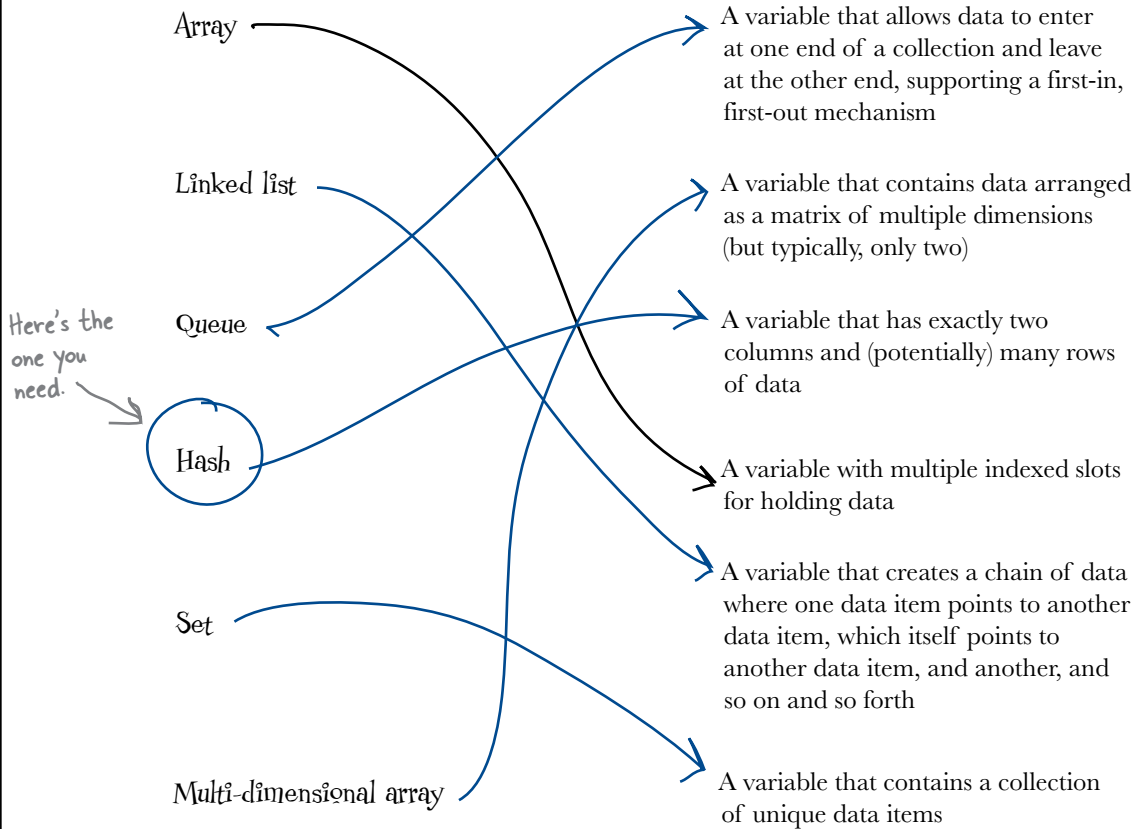 Array
Linked list
Queue
Here's the
one you
need.
Hash
Set
Multi-dimensional array
A variable that allows data to enter
at one end of a collection and leave
at the other end, supporting a first-in,
first-out mechanism
A variable that contains data arranged
as a matrix of multiple dimensions
(but typically, only two)
A variable that has exactly two
columns and (potentially) many rows
of data
A variable with multiple indexed slots
for holding data
A variable that creates a chain of data
where one data item points to another
data item, which itself points to
another data item, and another, and
so on and so forth
A variable that contains a collection
of unique data items